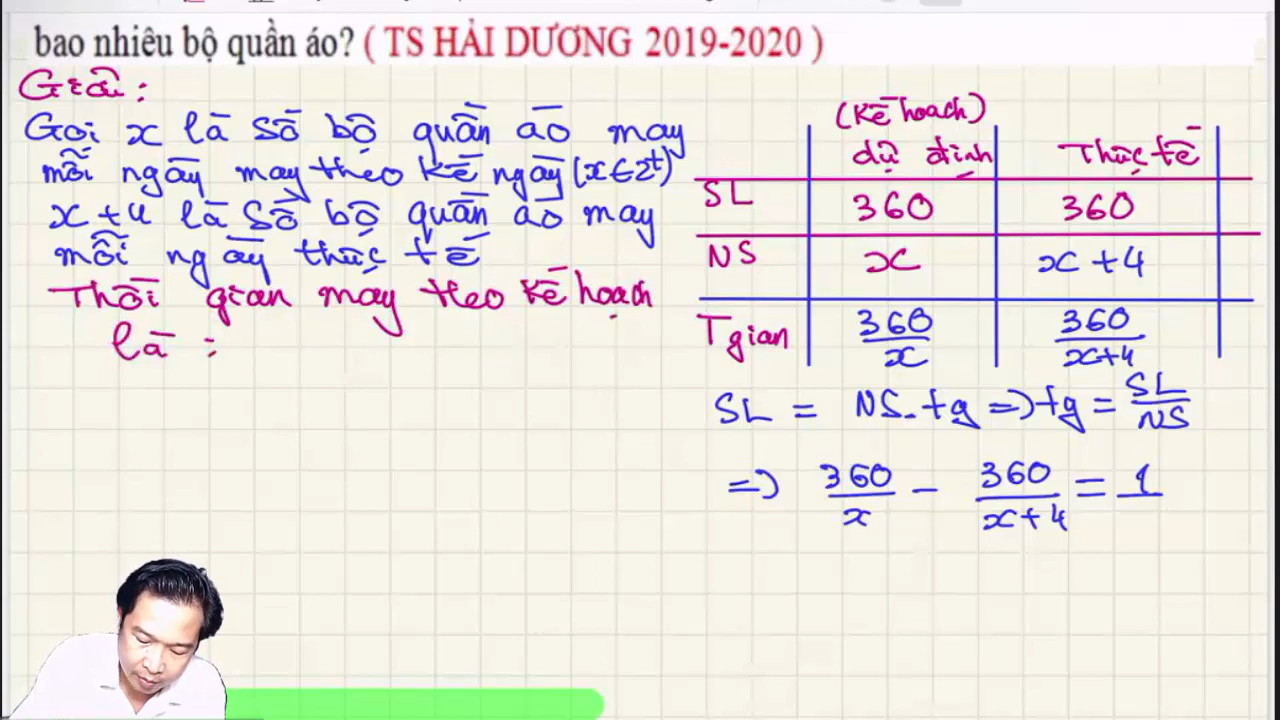 bao nhiêu bộ quần áo? ( TS HẢI DƯƠNG 2019-2020 )
Giải:
Gọi x là số bộ quần áo may
mỗi ngày may theo kế ngày (x ∈ Z⁺)
x + 4 là số bộ quần áo may
mỗi ngày thực tế
Thời gian may theo kế hoạch
là :
(Kế hoạch)
dự định Thực tế
SL 360 360
NS x x + 4
Tgian 360/x 360/x+4
SL = NS. tg => tg = SL/NS
=> 360/x - 360/x+4 = 1